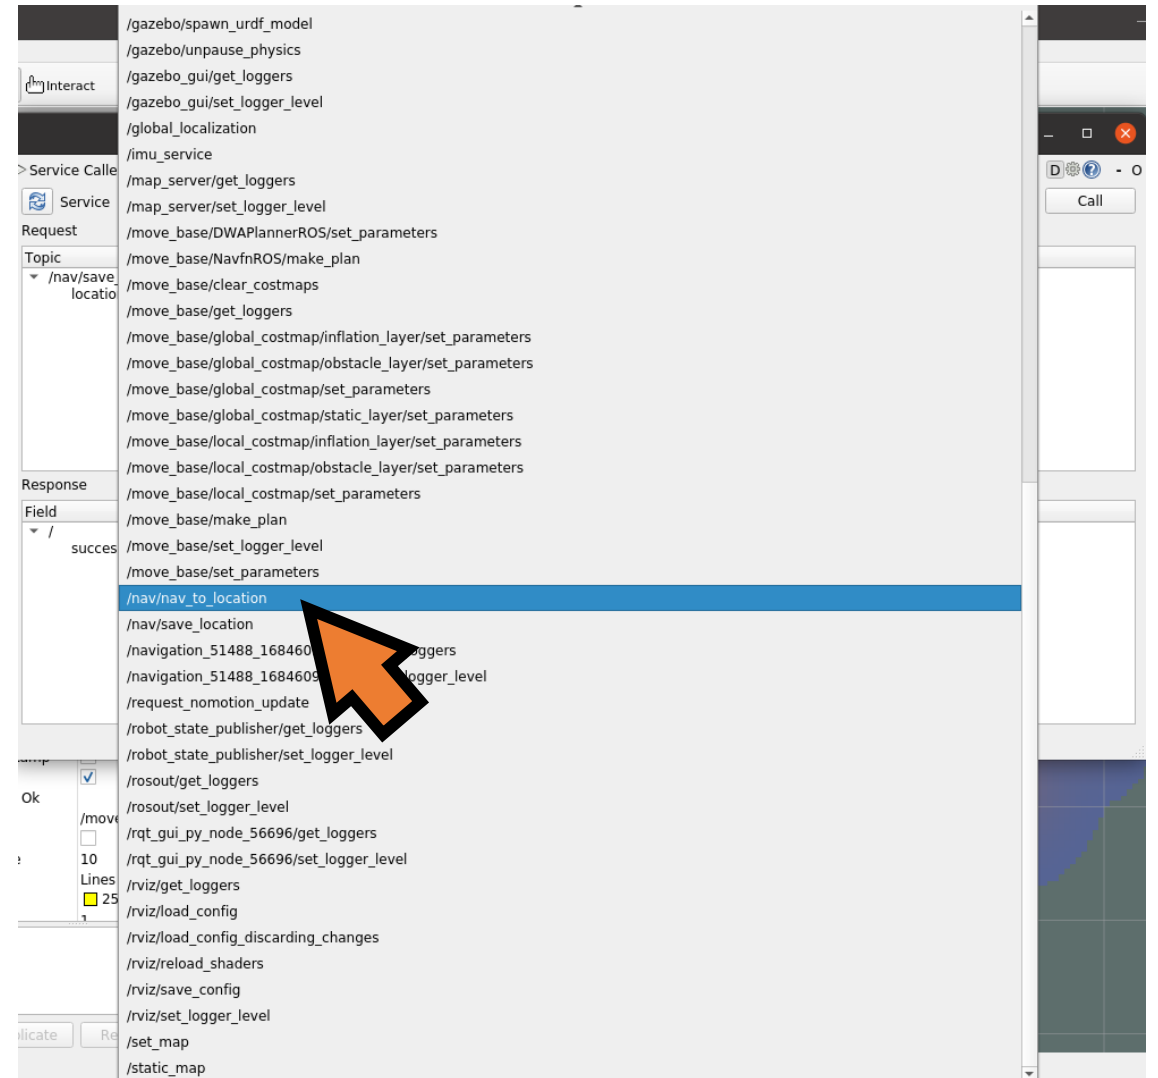 /gazebo/spawn_urdf_model
/gazebo/unpause_physics
/gazebo_gui/get_loggers
Interact
/gazebo_gui/set_logger_level
/global_localization
/imu_service
>Service Calle
D
- O
/map_server/get_loggers
Service
Call
/map_server/set_logger_level
Request
/move_base/DWAPlannerROS/set_parameters
Topic
/move_base/NavfnROS/make_plan
/nav/save_
/move_base/clear_costmaps
locatio
/move_base/get_loggers
/move_base/global_costmap/inflation_layer/set_parameters
/move_base/global_costmap/obstacle_layer/set_parameters
/move_base/global_costmap/set_parameters
/move_base/global_costmap/static_layer/set_parameters
/move_base/local_costmap/inflation_layer/set_parameters
/move_base/local_costmap/obstacle_layer/set_parameters
Response
/move_base/local_costmap/set_parameters
Field
/move_base/make_plan
/
succes
/move_base/set_logger_level
/move_base/set_parameters
/nav/nav_to_location
/nav/save_location
/navigation_51488_168460 oggers
/navigation_51488_1684609 logger_level
/request_nomotion_update
/robot_state_publisher/get_loggers
/robot_state_publisher/set_logger_level
/rosout/get_loggers
Ok
/rosout/set_logger_level
/move
/rqt_gui_py_node_56696/get_loggers
10
/rqt_gui_py_node_56696/set_logger_level
Lines
/rviz/get_loggers
25
/rviz/load_config
/rviz/load_config_discarding_changes
/rviz/reload_shaders
/rviz/save_config
/rviz/set_logger_level
plicate
Re
/set_map
/static_map